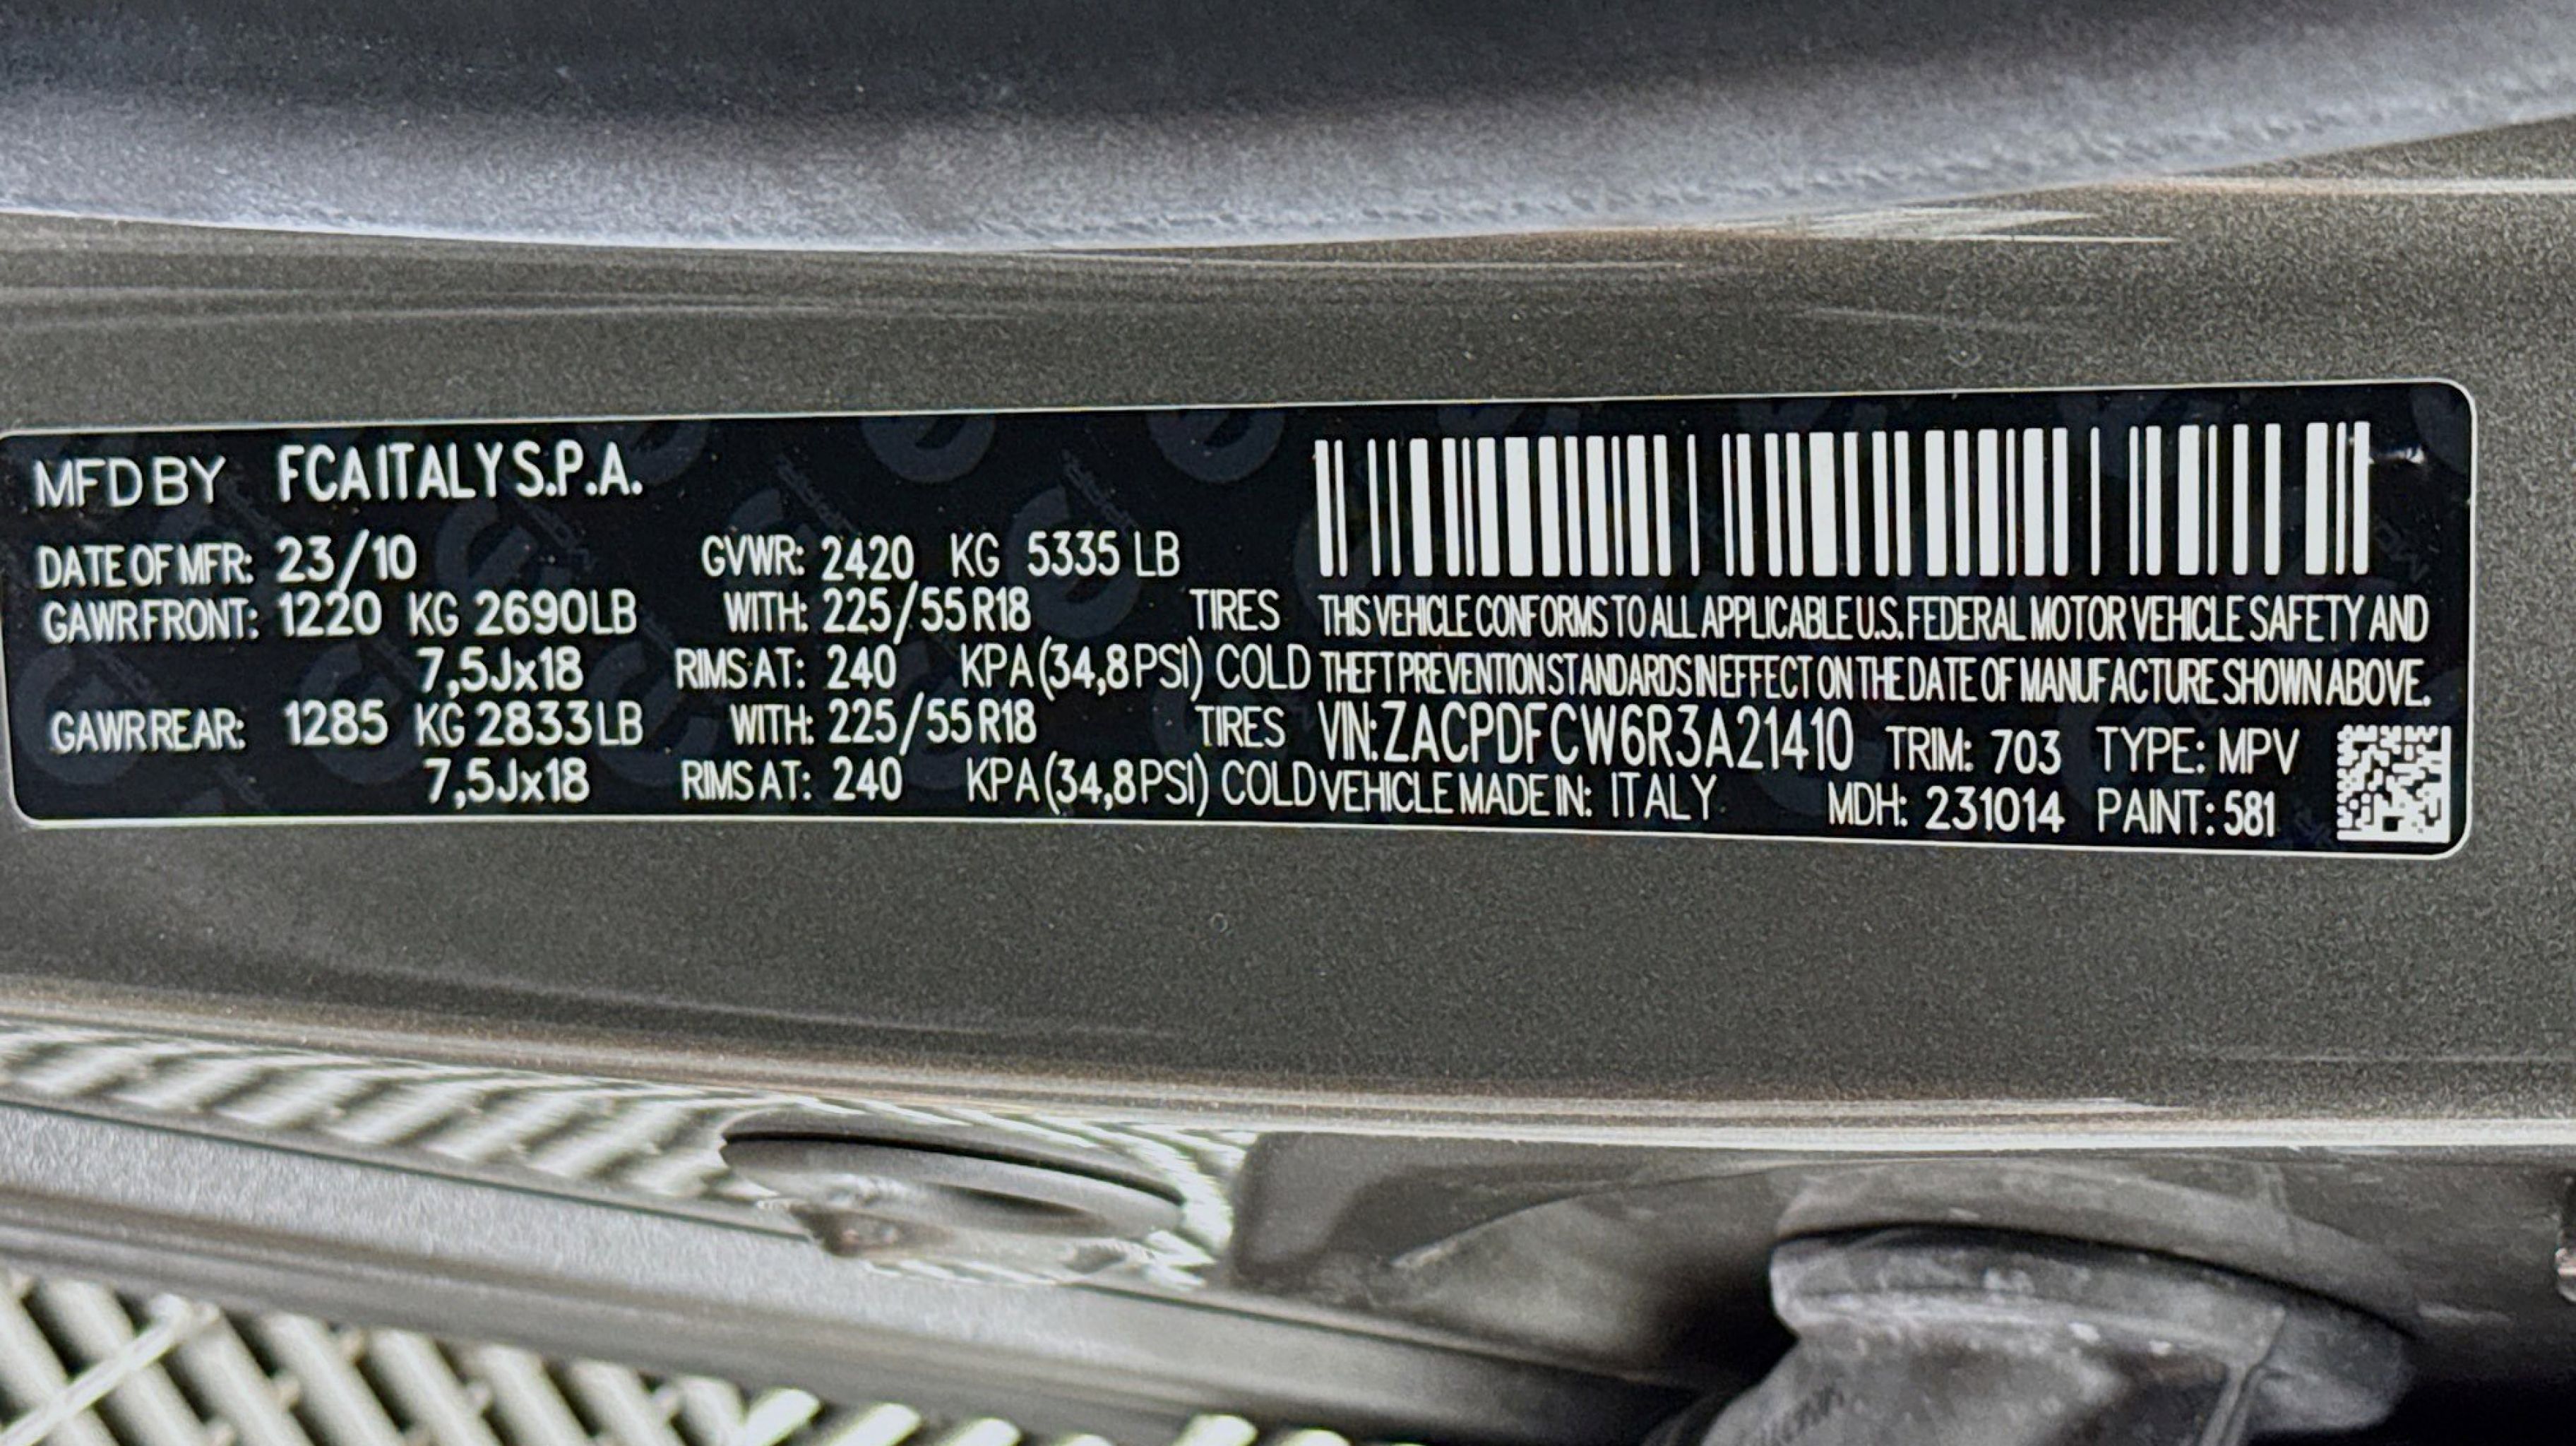 MFD BY FCA ITALY S.P.A.
DATE OF MFR: 23/10 GVWR: 2420 KG 5335 LB
GAWR FRONT: 1220 KG 2690 LB WITH: 225/55 R18 TIRES
7,5Jx18 RIMS AT: 240 KPA (34,8 PSI) COLD
GAWR REAR: 1285 KG 2833 LB WITH: 225/55 R18 TIRES
7,5Jx18 RIMS AT: 240 KPA (34,8 PSI) COLD
THIS VEHICLE CONFORMS TO ALL APPLICABLE U.S. FEDERAL MOTOR VEHICLE SAFETY AND
THEFT PREVENTION STANDARDS IN EFFECT ON THE DATE OF MANUFACTURE SHOWN ABOVE.
VIN: ZACPDFCW6R3A21410 TRIM: 703 TYPE: MPV
VEHICLE MADE IN: ITALY MDH: 231014 PAINT: 581